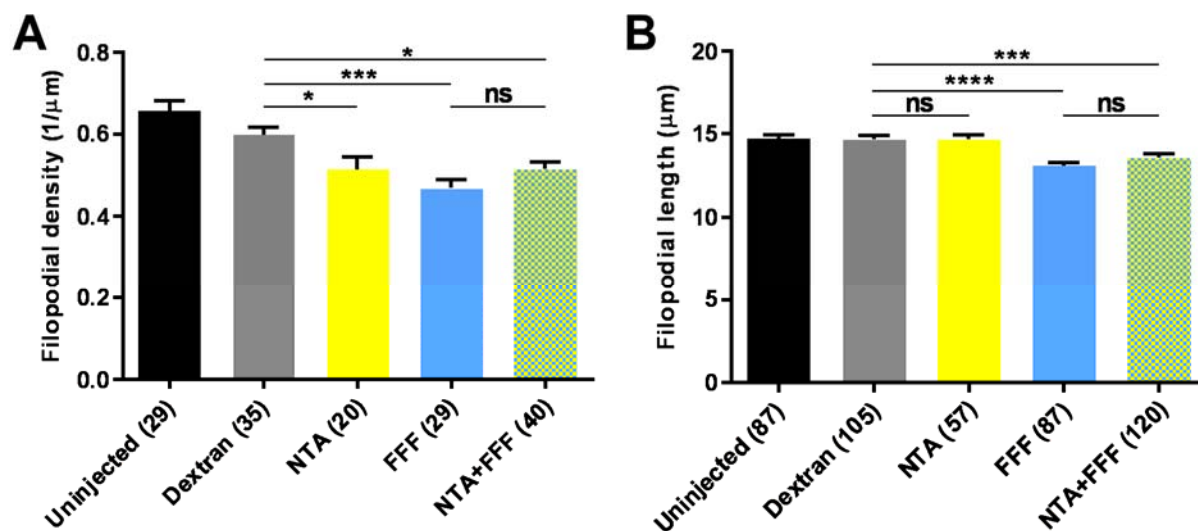 A
Filopodial density (1/μm)
0.8
0.6
0.4
0.2
0.0
*
***
*
ns
Uninjected (29)
Dextran (35)
NTA (20)
FFF (29)
NTA+FFF (40)
B
Filopodial length (μm)
20
15
10
5
0
***
****
ns
ns
Uninjected (87)
Dextran (105)
NTA (57)
FFF (87)
NTA+FFF (120)